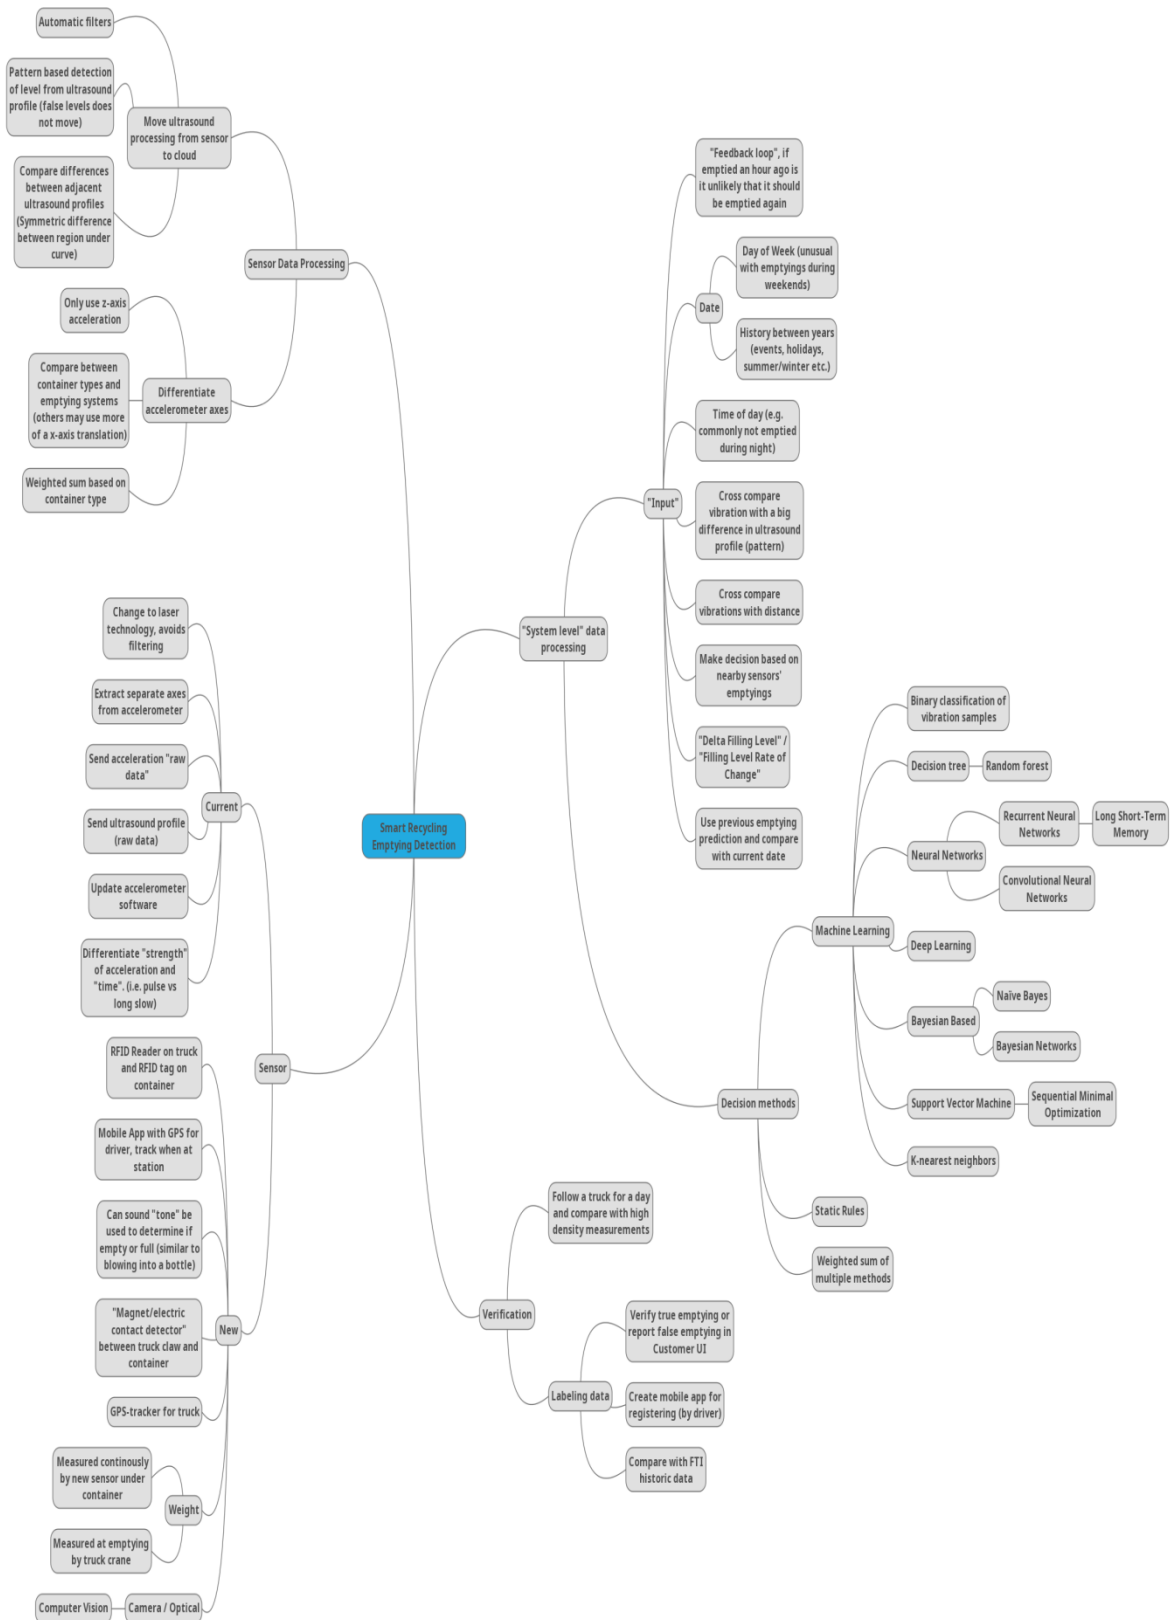 Automatic filters
Pattern based detection
of level from ultrasound
profile (false levels does
not move)
Move ultrasound
processing from sensor
to cloud
Compare differences
between adjacent
ultrasound profiles
(Symmetric difference
between region under
curve)
Sensor Data Processing
Only use z-axis
acceleration
Compare between
container types and
emptying systems
(others may use more
of a x-axis translation)
Differentiate
accelerometer axes
Weighted sum based on
container type
Change to laser
technology, avoids
filtering
Extract separate axes
from accelerometer
Send acceleration "raw
data"
Current
Send ultrasound profile
(raw data)
Update accelerometer
software
Differentiate "strength"
of acceleration and
"time". (i.e. pulse vs
long slow)
RFID Reader on truck
and RFID tag on
container
Sensor
Mobile App with GPS for
driver, track when at
station
Can sound "tone" be
used to determine if
empty or full (similar to
blowing into a bottle)
"Magnet/electric
contact detector"
between truck claw and
container
New
GPS-tracker for truck
Measured continously
by new sensor under
container
Weight
Measured at emptying
by truck crane
Computer Vision
Camera / Optical
Smart Recycling
Emptying Detection
"Feedback loop", if
emptied an hour ago is
it unlikely that it should
be emptied again
Day of Week (unusual
with emptyings during
weekends)
Date
History between years
(events, holidays,
summer/winter etc.)
Time of day (e.g.
commonly not emptied
during night)
"Input"
Cross compare
vibration with a big
difference in ultrasound
profile (pattern)
Cross compare
vibrations with distance
"System level" data
processing
Make decision based on
nearby sensors'
emptyings
"Delta Filling Level" /
"Filling Level Rate of
Change"
Use previous emptying
prediction and compare
with current date
Binary classification of
vibration samples
Decision tree
Random forest
Recurrent Neural
Networks
Long Short-Term
Memory
Neural Networks
Convolutional Neural
Networks
Machine Learning
Deep Learning
Naïve Bayes
Bayesian Based
Bayesian Networks
Decision methods
Support Vector Machine
Sequential Minimal
Optimization
K-nearest neighbors
Static Rules
Weighted sum of
multiple methods
Follow a truck for a day
and compare with high
density measurements
Verification
Verify true emptying or
report false emptying in
Customer UI
Labeling data
Create mobile app for
registering (by driver)
Compare with FTI
historic data